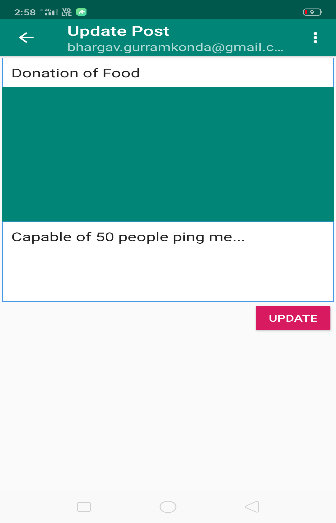 2:58
Update Post
bhargav.gurramkonda@gmail.c...
Donation of Food
Capable of 50 people ping me...
UPDATE